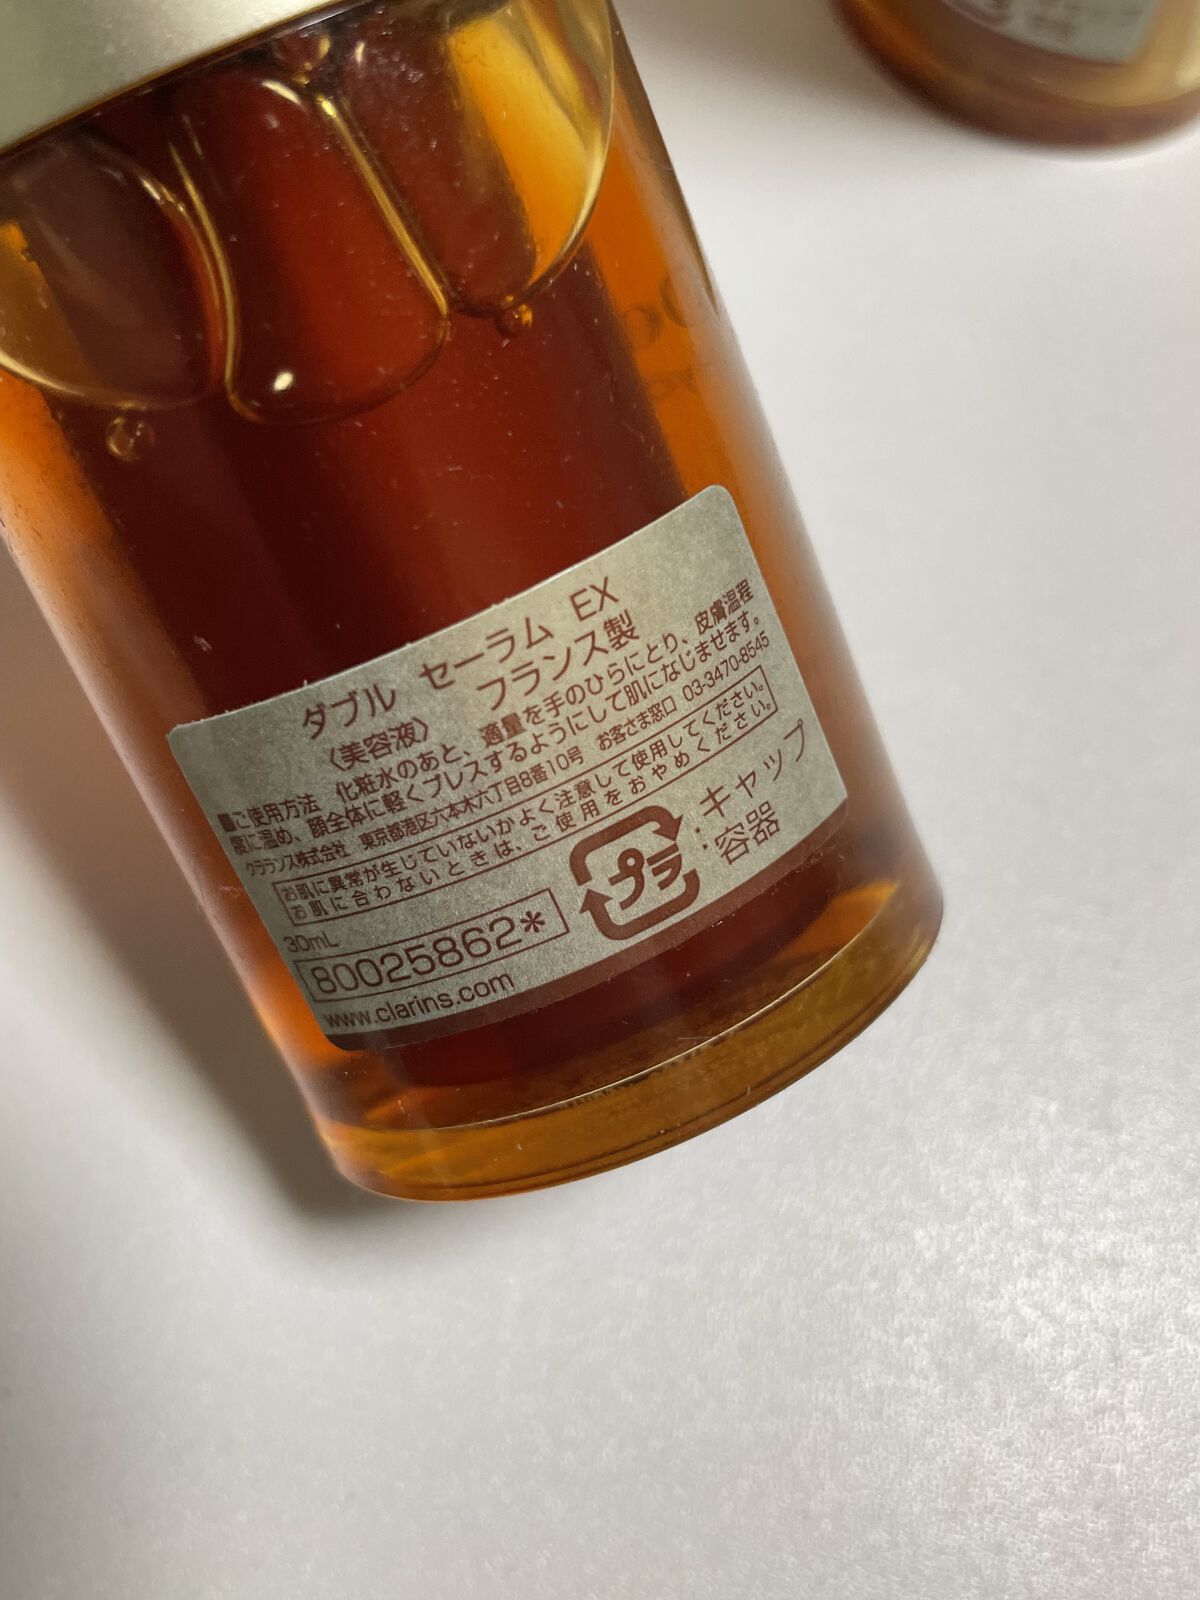 ダブル セーラム EX
〈美容液〉 フランス製
■ご使用方法 化粧水のあと、適量を手のひらにとり、皮膚温程
度に温め、顔全体に軽くプレスするようにして肌になじませます。
クラランス株式会社 東京都港区六本木六丁目8番10号 お客さま窓口 03-3470-8545
お肌に異常が生じていないかよく注意して使用してください。
お肌に合わないときは、ご使用をおやめください。
30mL
80025862*
www.clarins.com
プラ
:キャップ
容器